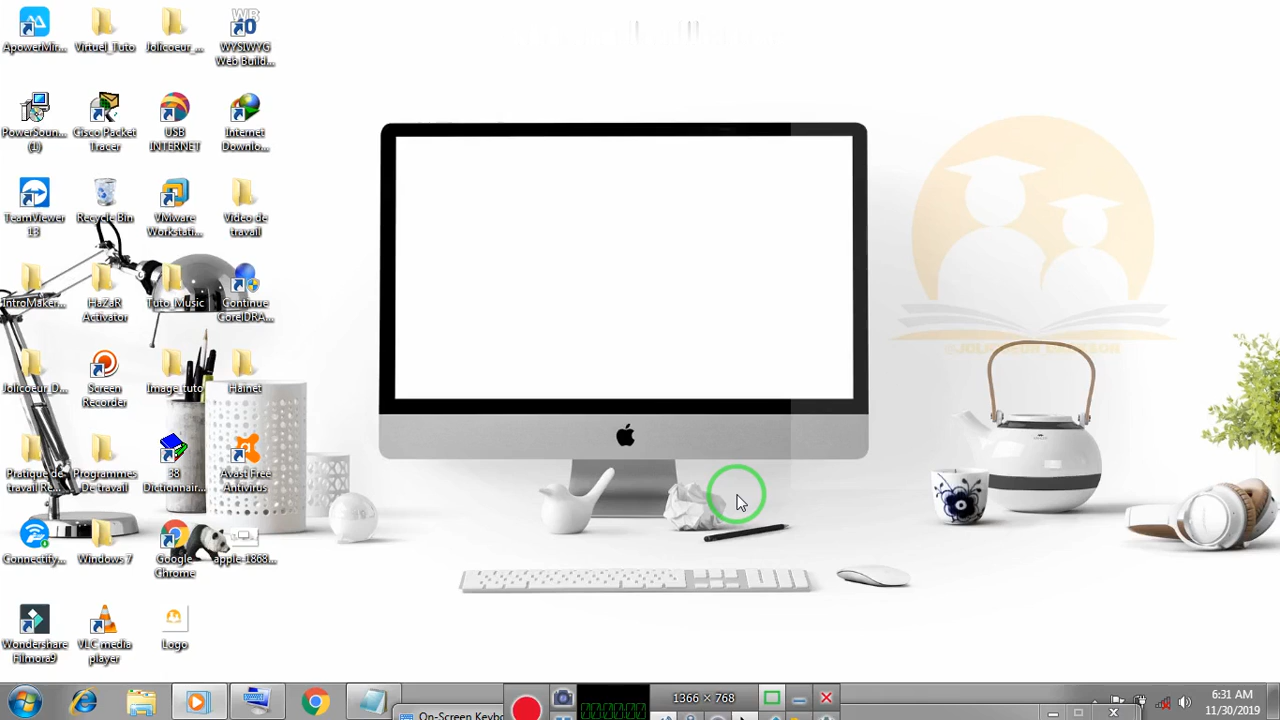 ApowerMir...
Virtuel_Tuto
Jolicoeur_...
WYSIWYG
Web Build...
PowerSoun...
(1)
Cisco Packet
Tracer
USB
INTERNET
Internet
Downlo...
TeamViewer
13
Recycle Bin
VMware
Workstati...
Video de
travail
IntroMaker...
HaZaR
Activator
Tuto_Music
Continue
CorelDRA...
Jolicoeur_D...
Screen
Recorder
Image_tuto
Hainet
Pratique de
travail Re...
Programmes
De travail
38
Dictionnair...
Avast Free
Antivirus
Connectify...
Windows 7
Google
Chrome
apple-1868...
Wondershare
Filmora9
VLC media
player
Logo
On-Screen Keybo
1366 × 768
6:31 AM
11/30/2019